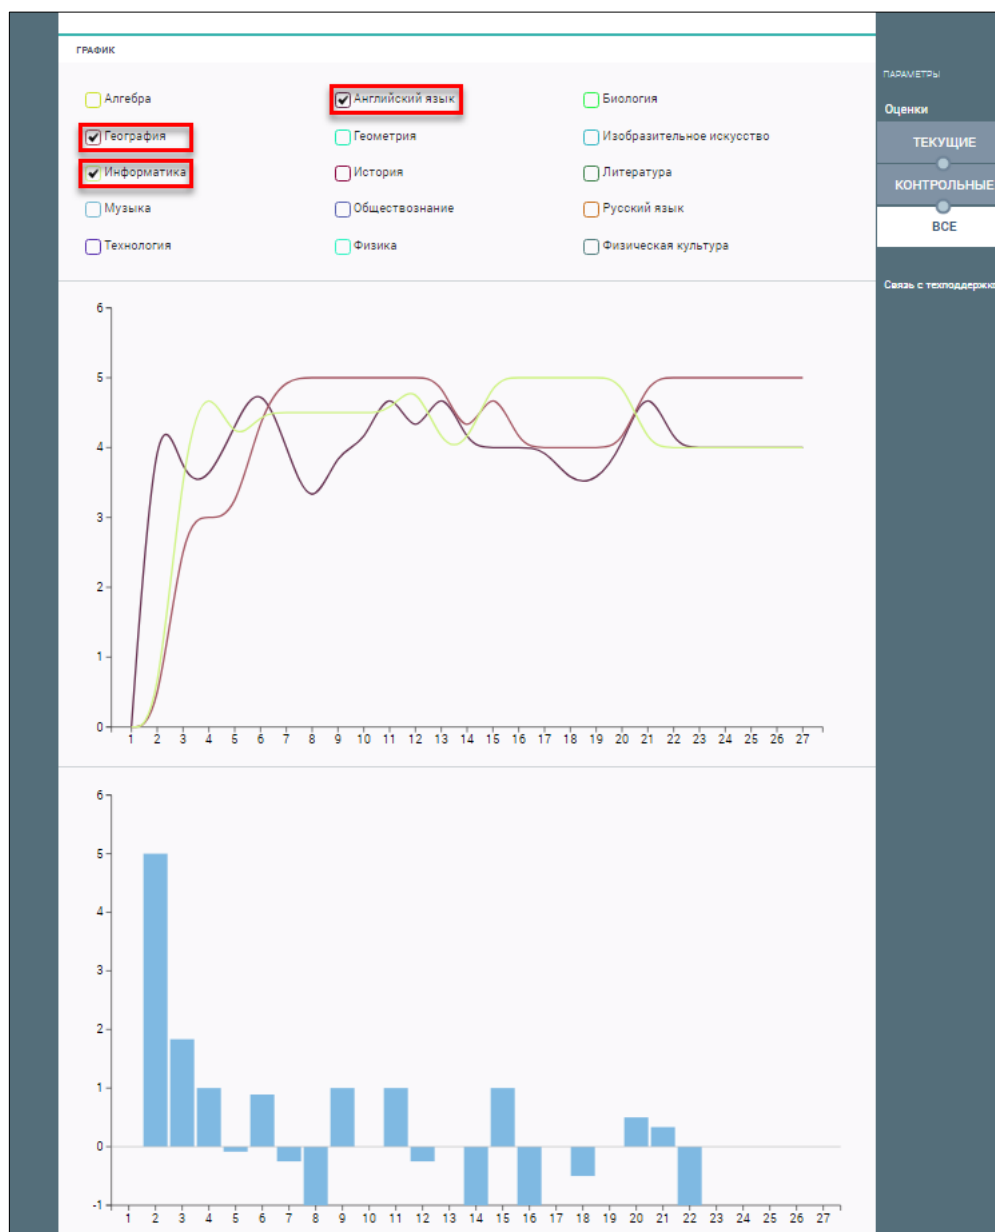 ГРАФИК
Алгебра
Английский язык
Биология
География
Геометрия
Изобразительное искусство
Информатика
История
Литература
Музыка
Обществознание
Русский язык
Технология
Физика
Физическая культура
ПАРАМЕТРЫ
Оценки
ТЕКУЩИЕ
КОНТРОЛЬНЫЕ
ВСЕ
Связь с техподдержк
6
5
4
3
2
1
0
1 2 3 4 5 6 7 8 9 10 11 12 13 14 15 16 17 18 19 20 21 22 23 24 25 26 27
6
5
4
3
2
1
0
-1
1 2 3 4 5 6 7 8 9 10 11 12 13 14 15 16 17 18 19 20 21 22 23 24 25 26 27